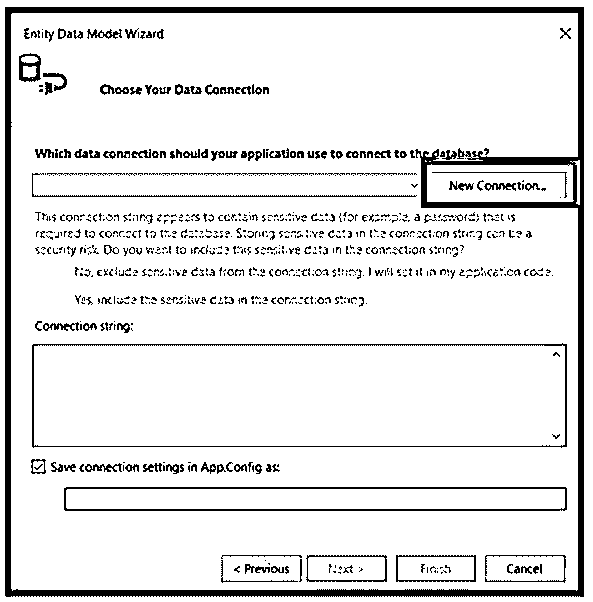 Entity Data Model Wizard
Choose Your Data Connection
Which data connection should your application use to connect to the database?
New Connection...
This connection string appears to contain sensitive data (for example, a password) that is
required to connect to the database. Storing sensitive data in the connection string can be a
security risk. Do you want to include this sensitive data in the connection string?
No, exclude sensitive data from the connection string. I will set it in my application code.
Yes, include the sensitive data in the connection string.
Connection string:
Save connection settings in App.Config as:
< Previous
Next >
Finish
Cancel